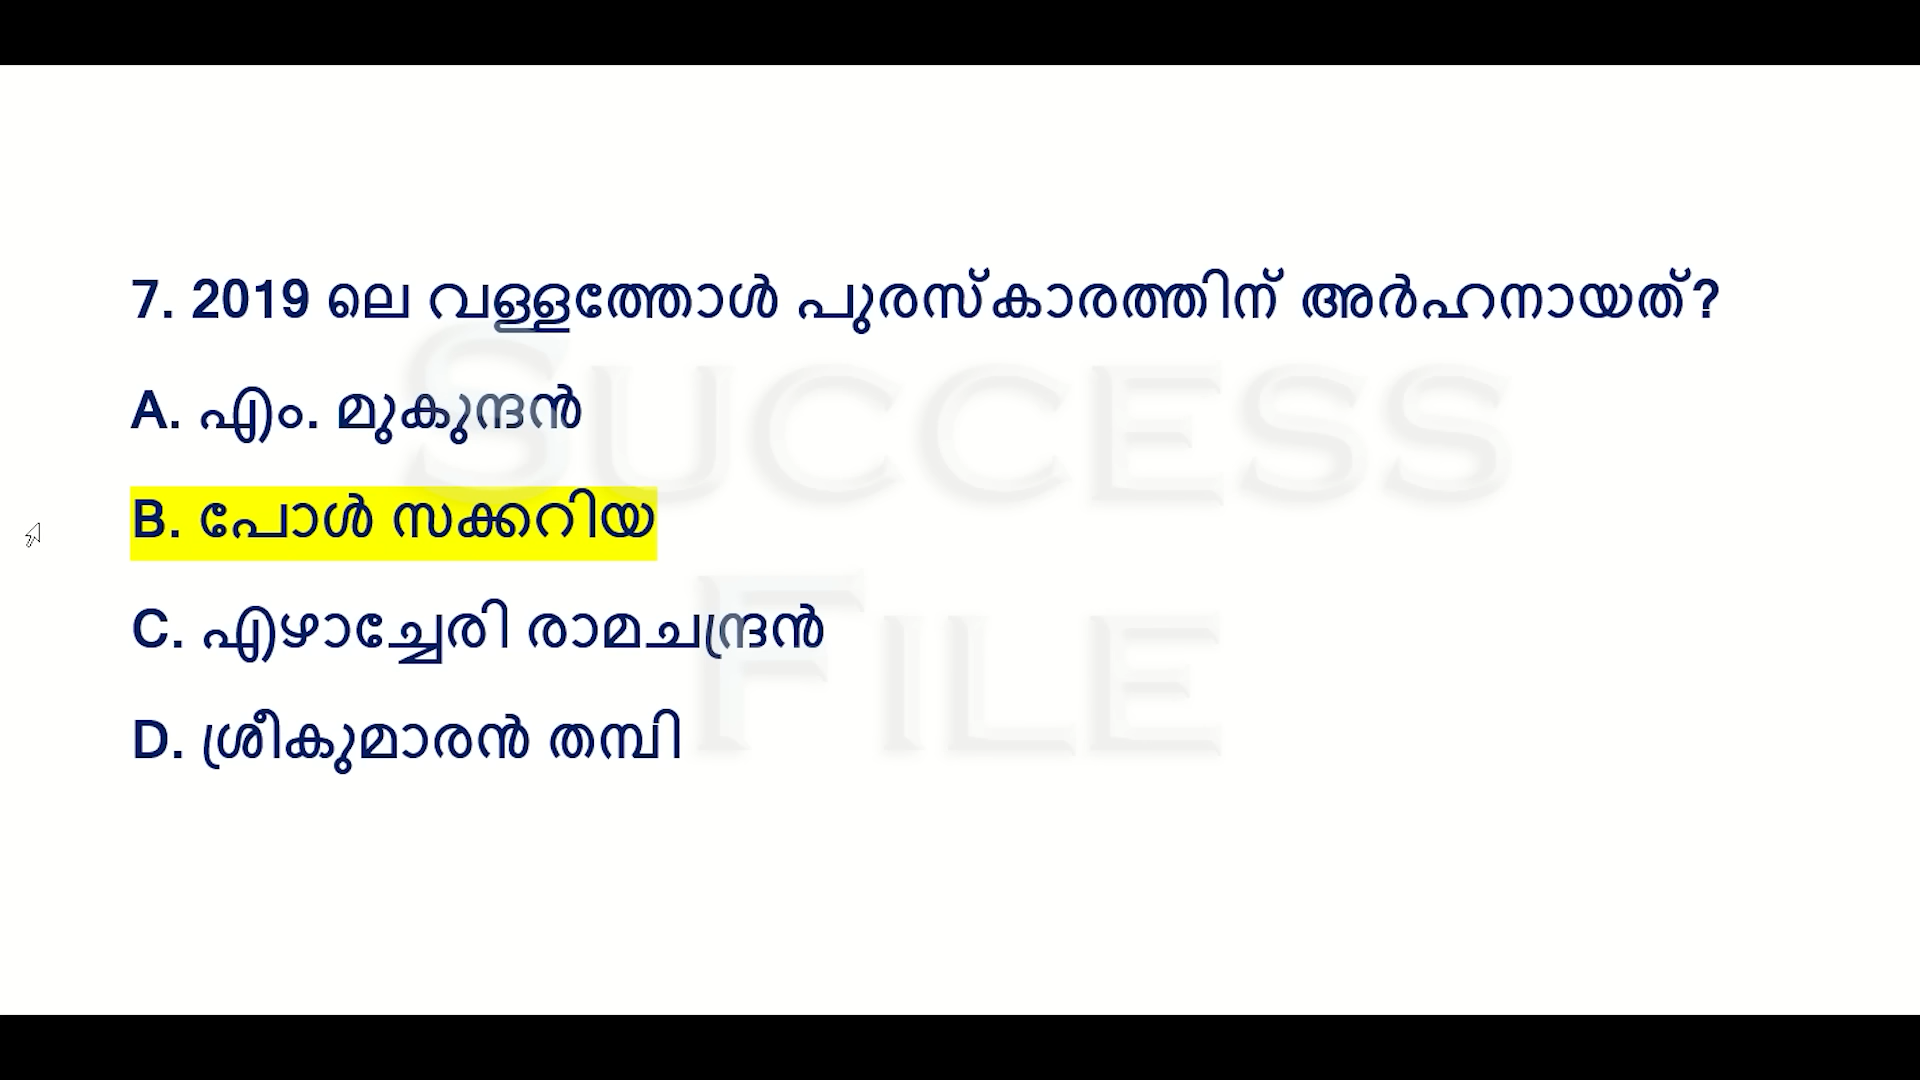 7. 2019 ലെ വള്ളത്തോൾ പുരസ്കാരത്തിന് അർഹനായത്?
A. എം. മുകുന്ദൻ
B. പോൾ സക്കറിയ
C. എഴാച്ചേരി രാമചന്ദ്രൻ
D. ശ്രീകുമാരൻ തമ്പി
SUCCESS
FILE